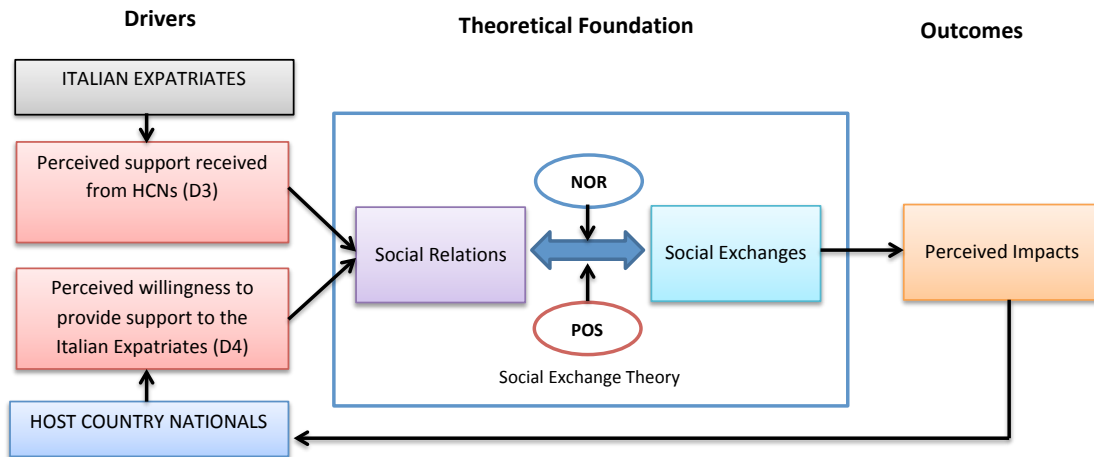 Drivers
Theoretical Foundation
Outcomes
ITALIAN EXPATRIATES
Perceived support received
from HCNs (D3)
Perceived willingness to
provide support to the
Italian Expatriates (D4)
HOST COUNTRY NATIONALS
NOR
Social Relations
Social Exchanges
POS
Social Exchange Theory
Perceived Impacts